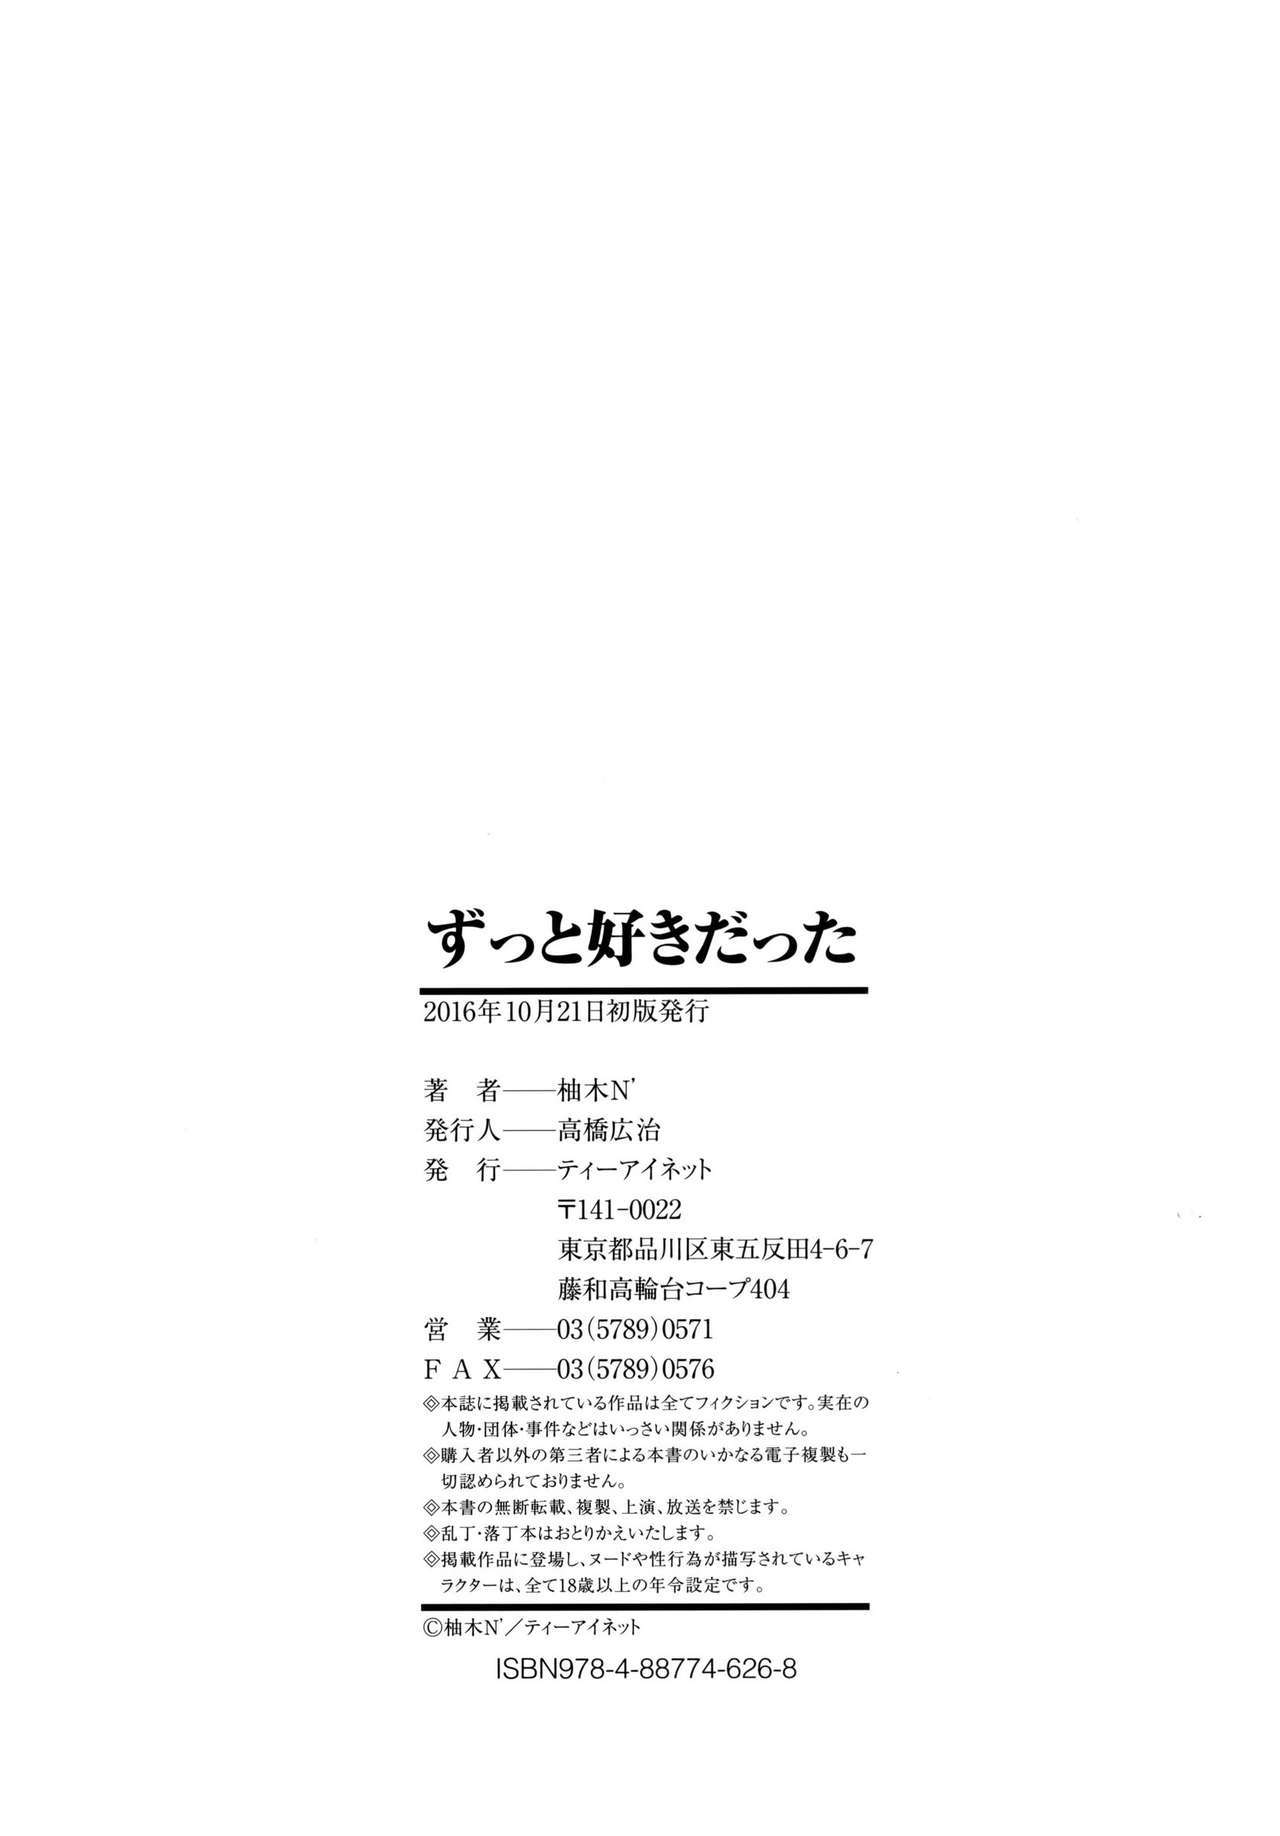 ずっと好きだった
2016年10月21日初版発行
著　者――柚木N'
発行人――高橋広治
発　行――ティーアイネット
〒141-0022
東京都品川区東五反田4-6-7
藤和高輪台コープ404
営　業――03(5789)0571
ＦＡＸ――03(5789)0576
◈本誌に掲載されている作品は全てフィクションです。実在の
人物・団体・事件などはいっさい関係がありません。
◈購入者以外の第三者による本書のいかなる電子複製も一
切認められておりません。
◈本書の無断転載、複製、上演、放送を禁じます。
◈乱丁・落丁本はおとりかえいたします。
◈掲載作品に登場し、ヌードや性行為が描写されているキャ
ラクターは、全て18歳以上の年令設定です。
©柚木N'／ティーアイネット
ISBN978-4-88774-626-8